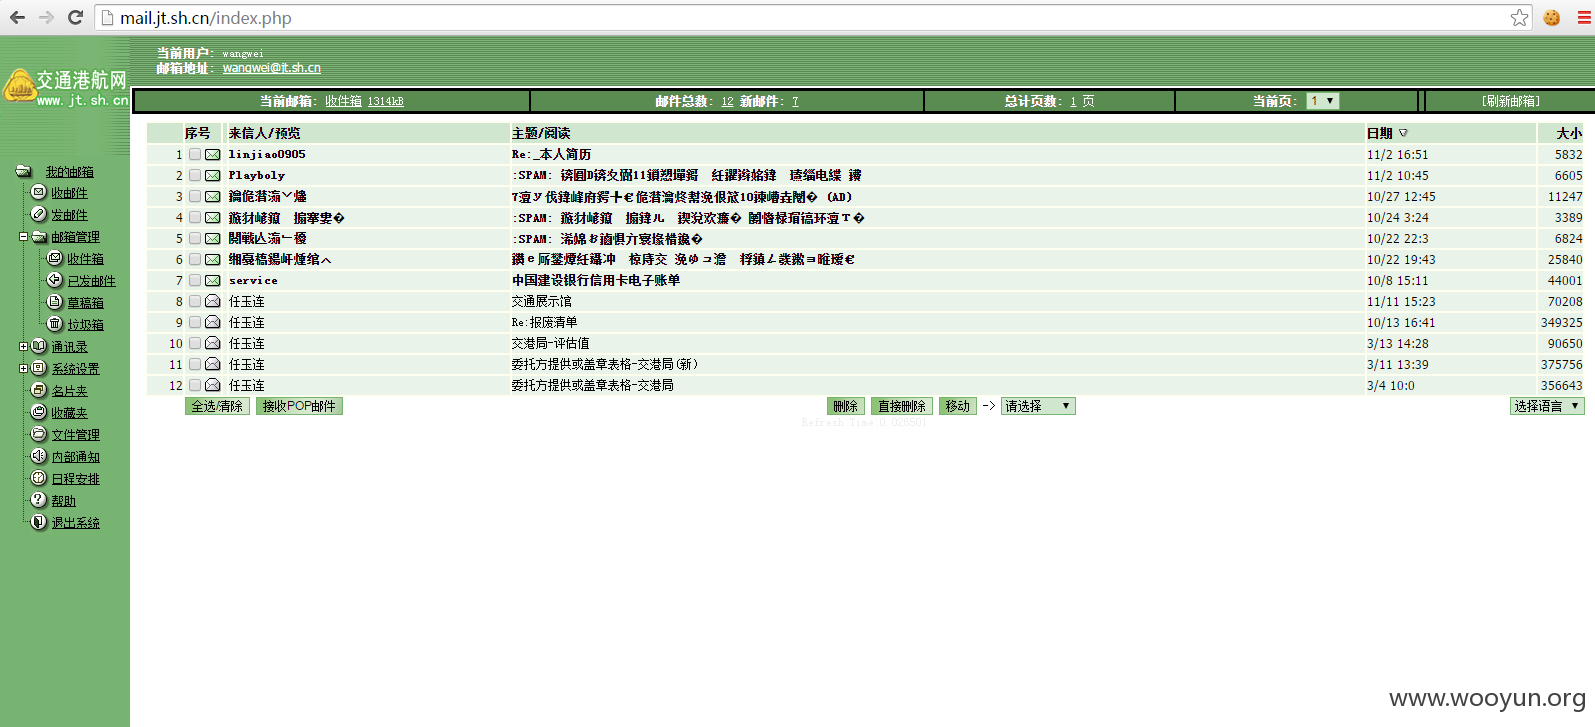 mail.jt.sh.cn/index.php
当前用户: wangwei
邮箱地址: wangwei@jt.sh.cn
交通港航网
www.jt.sh.cn
当前邮箱: 收件箱 1314kB 邮件总数: 12 新邮件: 7 总计页数: 1 页 当前页: 1 [刷新邮箱]
我的邮箱
收邮件
发邮件
邮箱管理
收件箱
已发邮件
草稿箱
垃圾箱
通讯录
系统设置
名片夹
收藏夹
文件管理
内部通知
日程安排
帮助
退出系统
序号 来信人/预览 主题/阅读 日期 大小
1 linjiao0905 Re:_本人简历 11/2 16:51 5832
2 Playboly :SPAM: 11/2 10:45 6605
3 (AD) 10/27 12:45 11247
4 :SPAM: 10/24 3:24 3389
5 :SPAM: 10/22 22:3 6824
6 10/22 19:43 25840
7 service 中国建设银行信用卡电子账单 10/8 15:11 44001
8 任玉连 交通展示馆 11/11 15:23 70208
9 任玉连 Re:报废清单 10/13 16:41 349325
10 任玉连 交港局-评估值 3/13 14:28 90650
11 任玉连 委托方提供或盖章表格-交港局(新) 3/11 13:39 375756
12 任玉连 委托方提供或盖章表格-交港局 3/4 10:0 356643
全选/清除 接收POP邮件 删除 直接删除 移动 -> 请选择 选择语言
www.wooyun.org